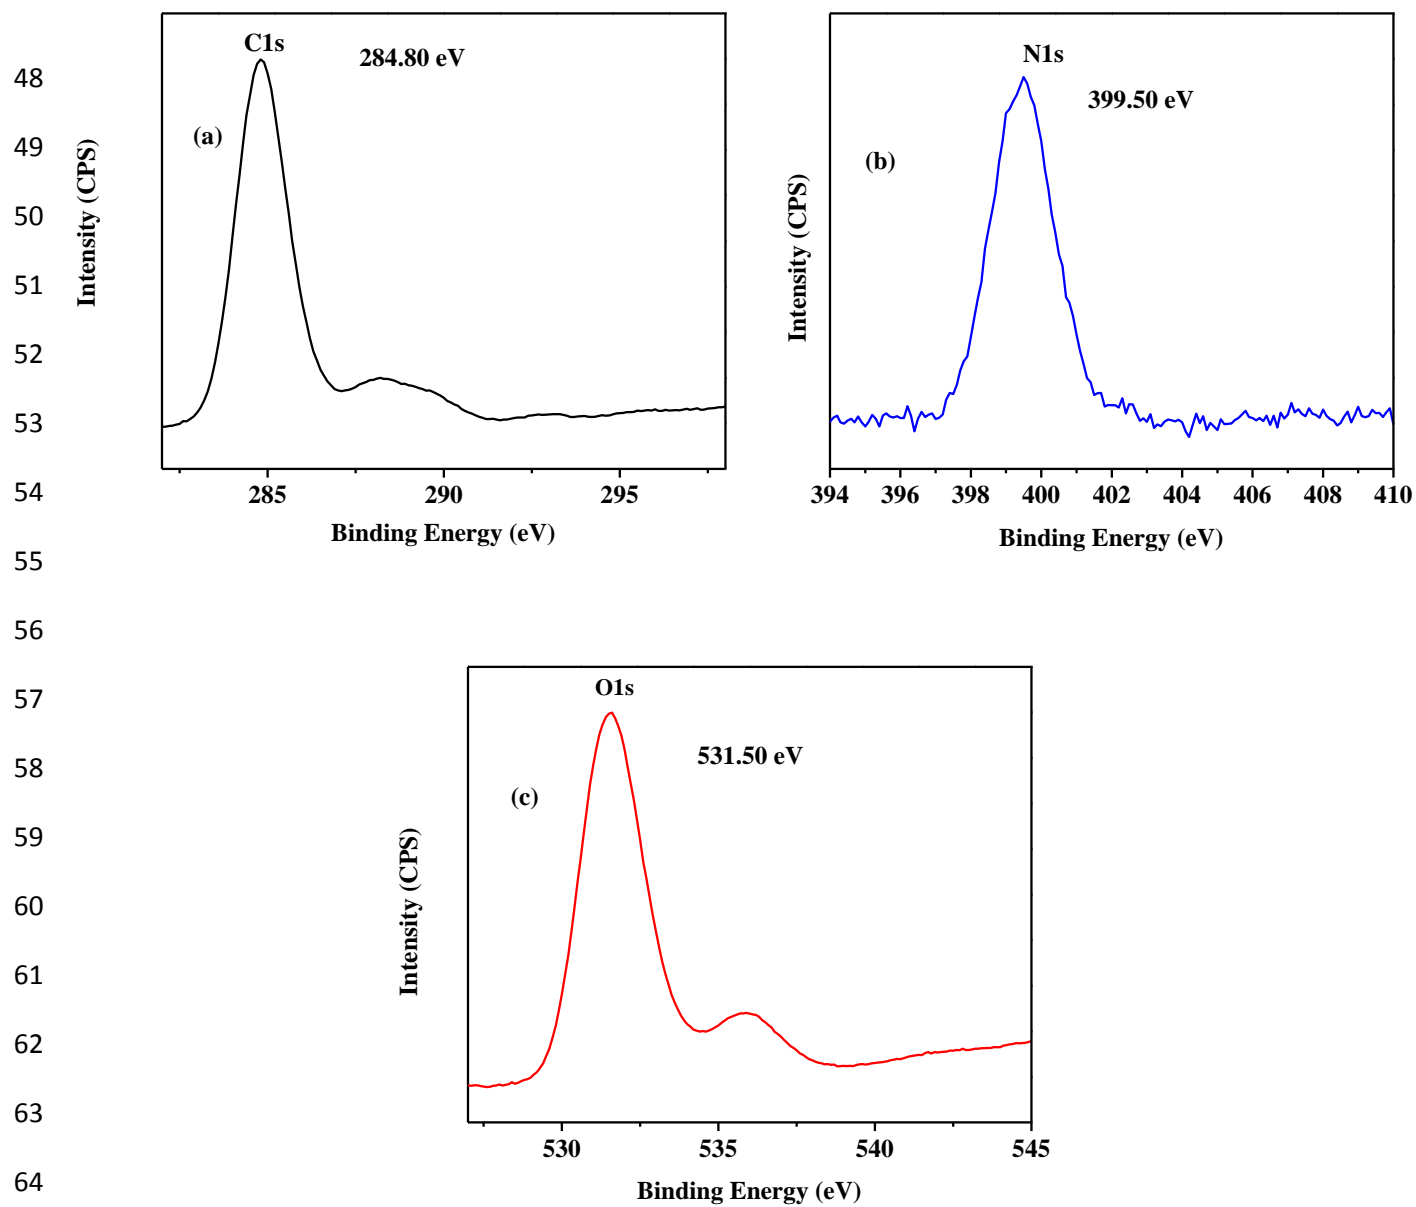 C1s
284.80 eV
(a)
Intensity (CPS)
285 290 295
Binding Energy (eV)
N1s
399.50 eV
(b)
Intensity (CPS)
394 396 398 400 402 404 406 408 410
Binding Energy (eV)
O1s
531.50 eV
(c)
Intensity (CPS)
530 535 540 545
Binding Energy (eV)
48
49
50
51
52
53
54
55
56
57
58
59
60
61
62
63
64